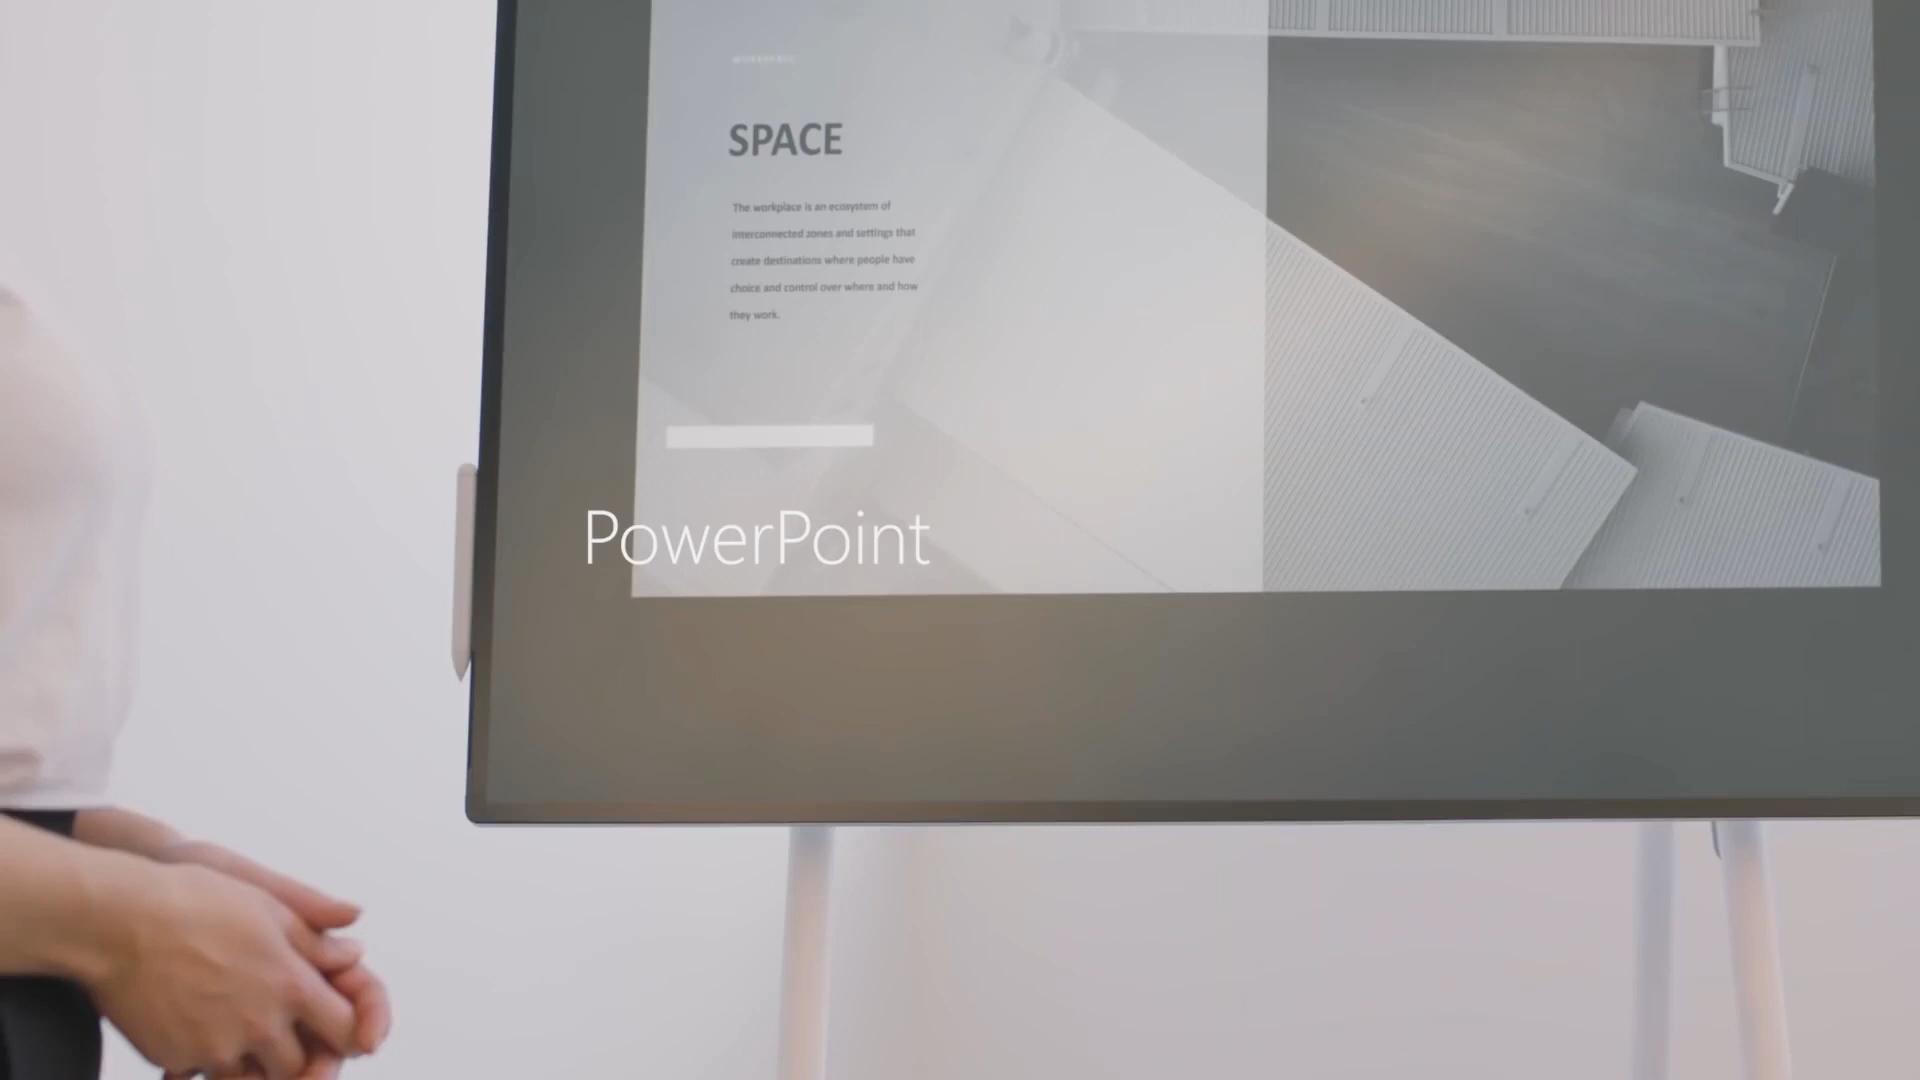 SPACE
The workplace is an ecosystem of
interconnected zones and settings that
create destinations where people have
choice and control over where and how
they work.
PowerPoint